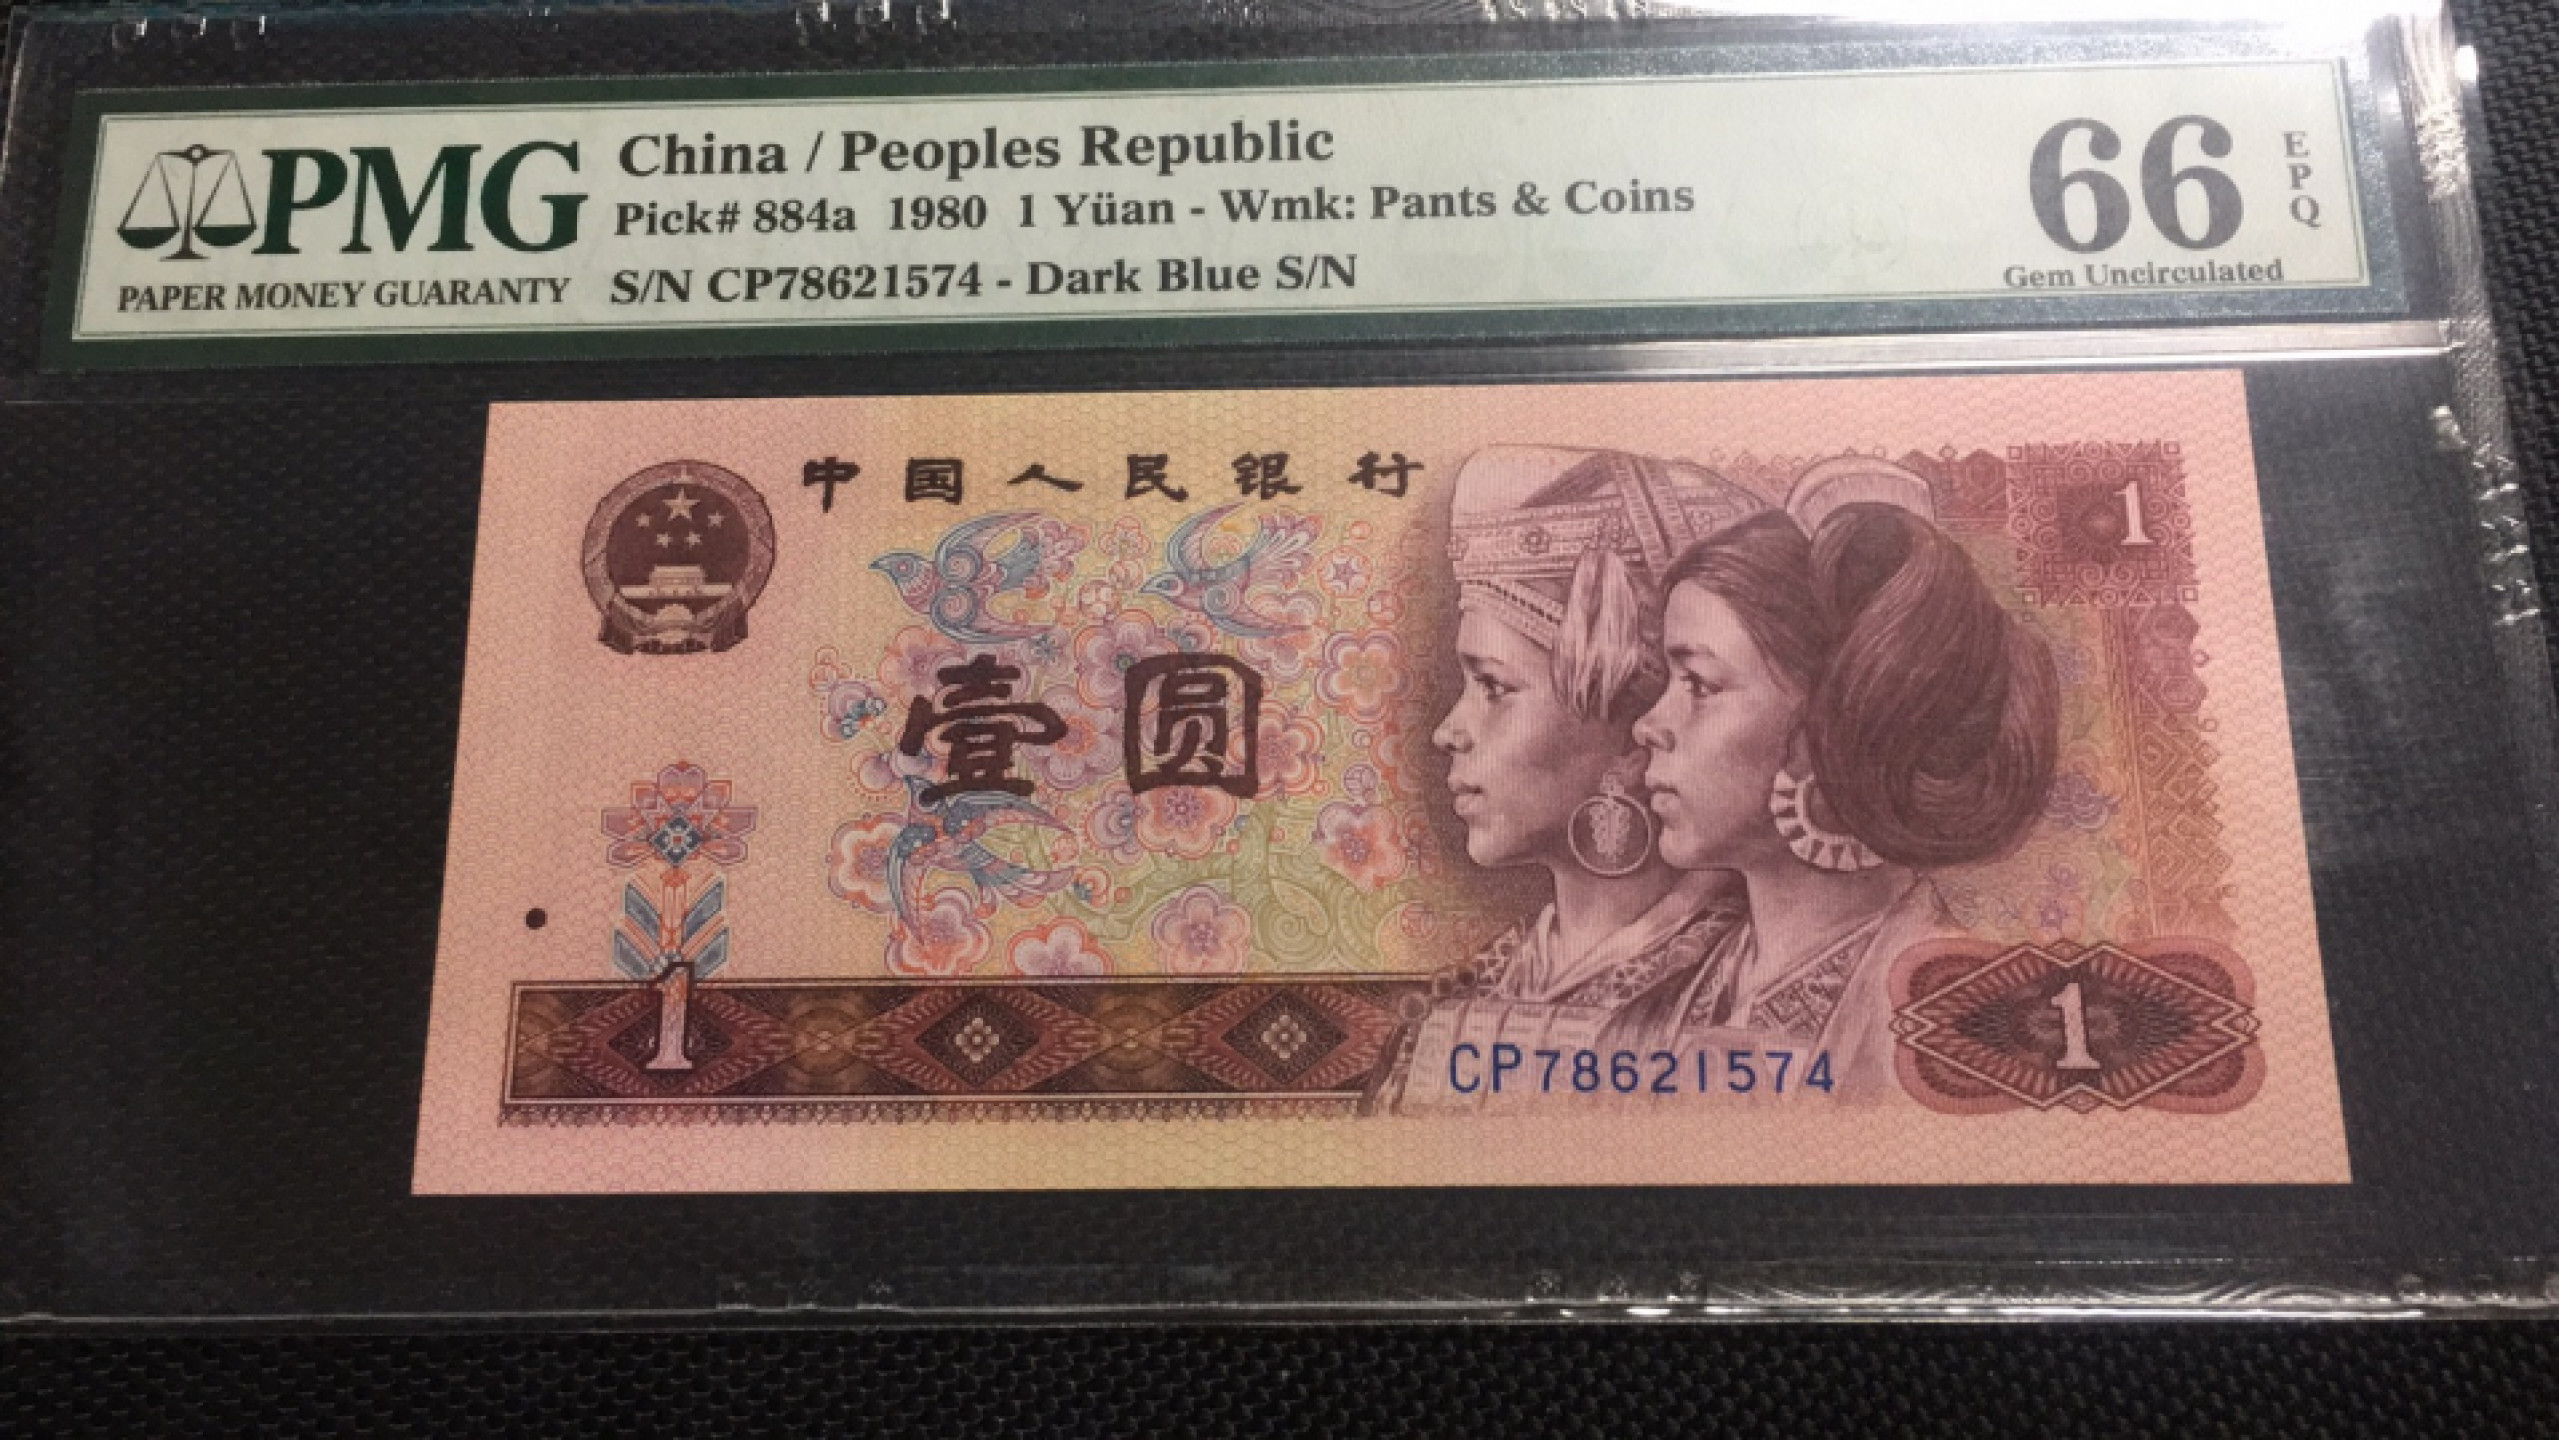 PMG
PAPER MONEY GUARANTY
China / Peoples Republic
Pick# 884a 1980 1 Yüan - Wmk: Pants & Coins
S/N CP78621574 - Dark Blue S/N
66
EPQ
Gem Uncirculated
中国人民银行
1
壹圆
1
1
CP78621574